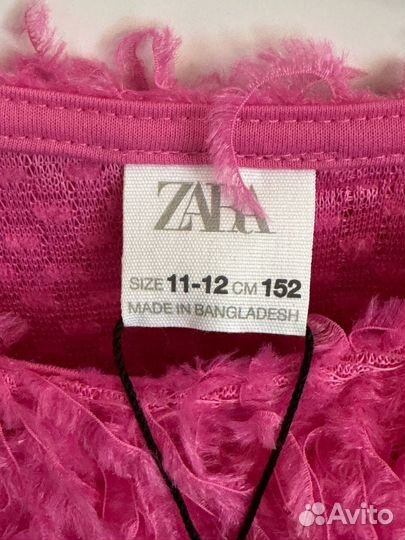 ZARA
SIZE 11-12 CM 152
MADE IN BANGLADESH
Avito